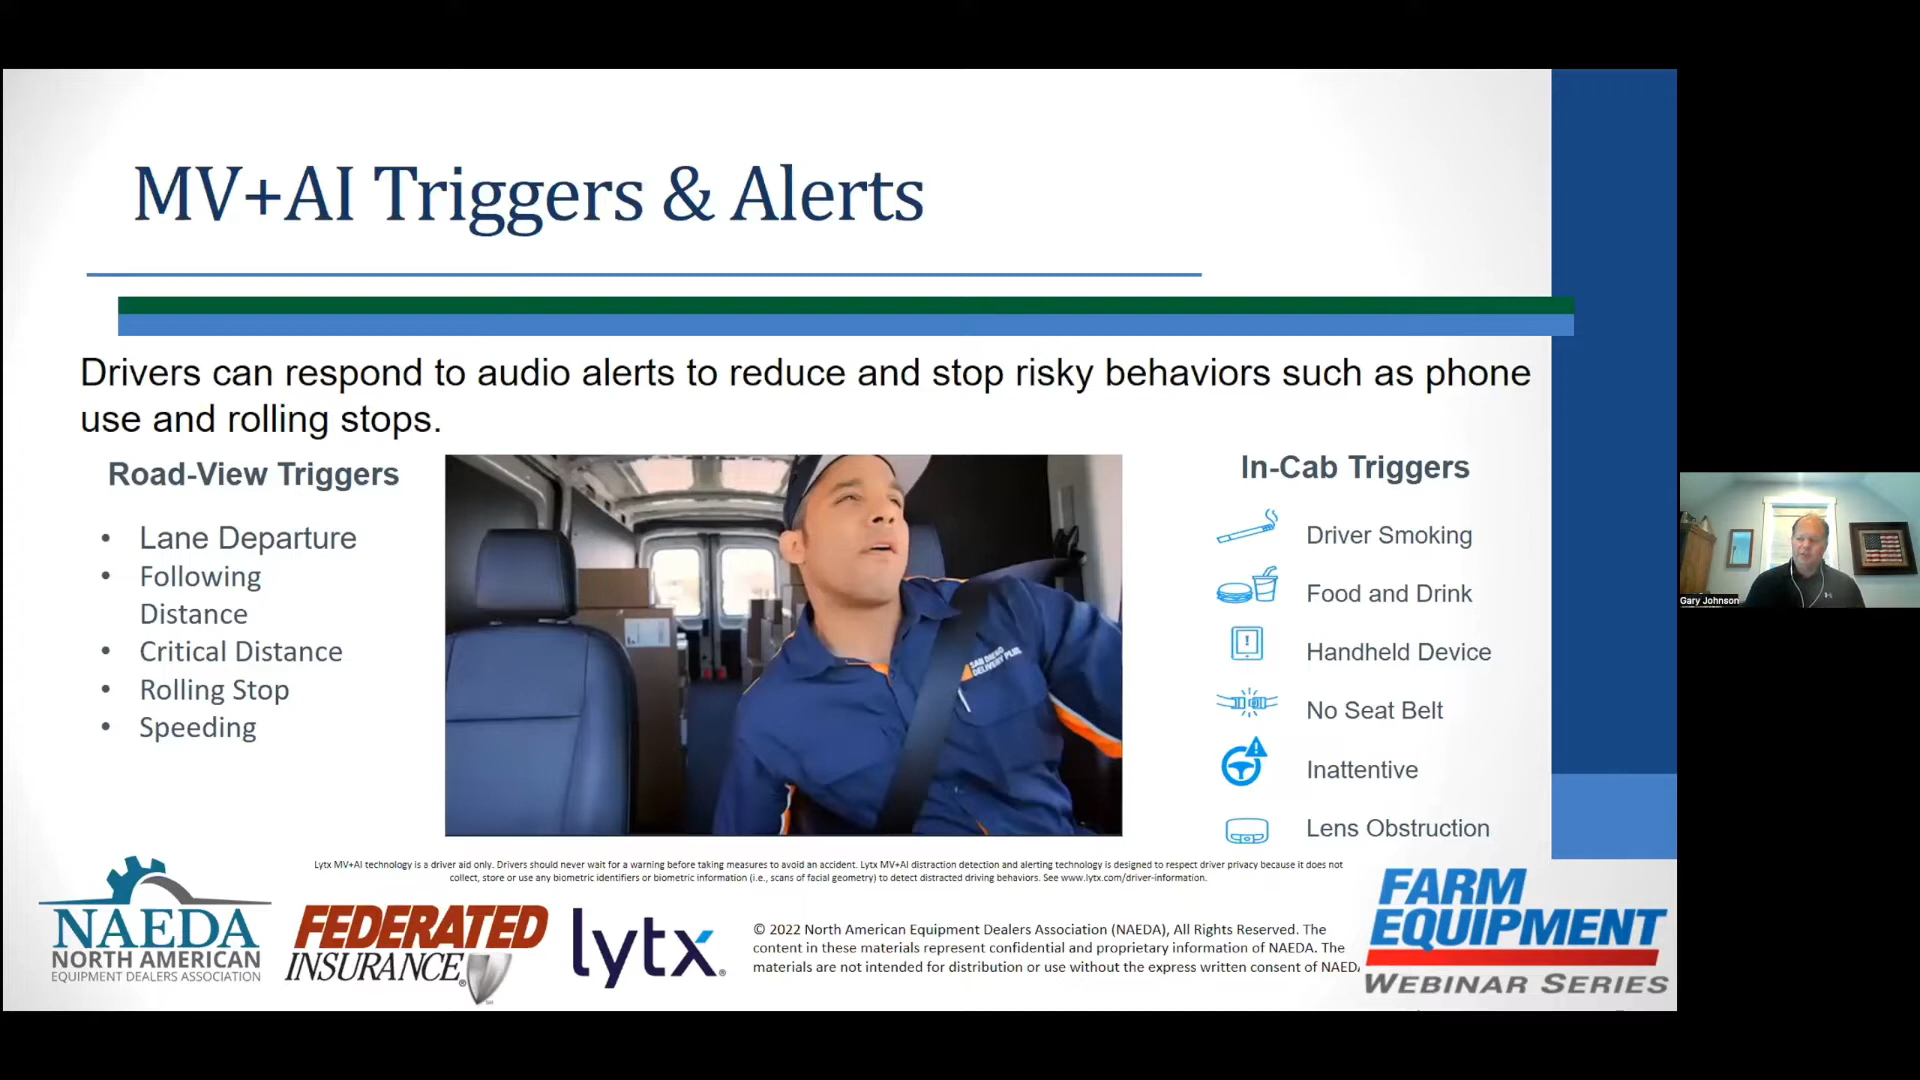 MV+AI Triggers & Alerts
Drivers can respond to audio alerts to reduce and stop risky behaviors such as phone
use and rolling stops.
Road-View Triggers
• Lane Departure
• Following
Distance
• Critical Distance
• Rolling Stop
• Speeding
SAN DIEGO
DELIVERY PLUS
In-Cab Triggers
Driver Smoking
Food and Drink
Handheld Device
No Seat Belt
Inattentive
Lens Obstruction
Gary Johnson
Lytx MV+AI technology is a driver aid only. Drivers should never wait for a warning before taking measures to avoid an accident. Lytx MV+AI distraction detection and alerting technology is designed to respect driver privacy because it does not
collect, store or use any biometric identifiers or biometric information (i.e., scans of facial geometry) to detect distracted driving behaviors. See www.lytx.com/driver-information.
NAEDA
NORTH AMERICAN
EQUIPMENT DEALERS ASSOCIATION
FEDERATED
INSURANCE®
lytx®
© 2022 North American Equipment Dealers Association (NAEDA), All Rights Reserved. The
content in these materials represent confidential and proprietary information of NAEDA. The
materials are not intended for distribution or use without the express written consent of NAEDA
FARM
EQUIPMENT
WEBINAR SERIES